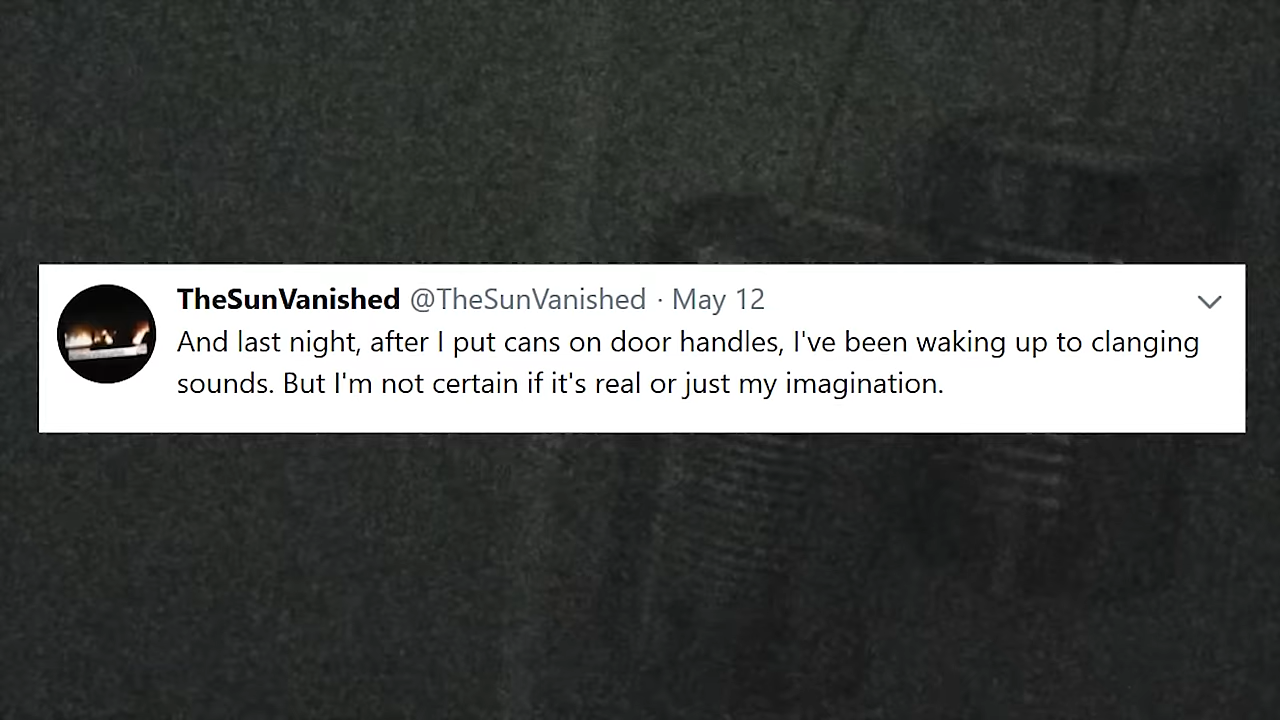 TheSunVanished @TheSunVanished · May 12
And last night, after I put cans on door handles, I've been waking up to clanging
sounds. But I'm not certain if it's real or just my imagination.